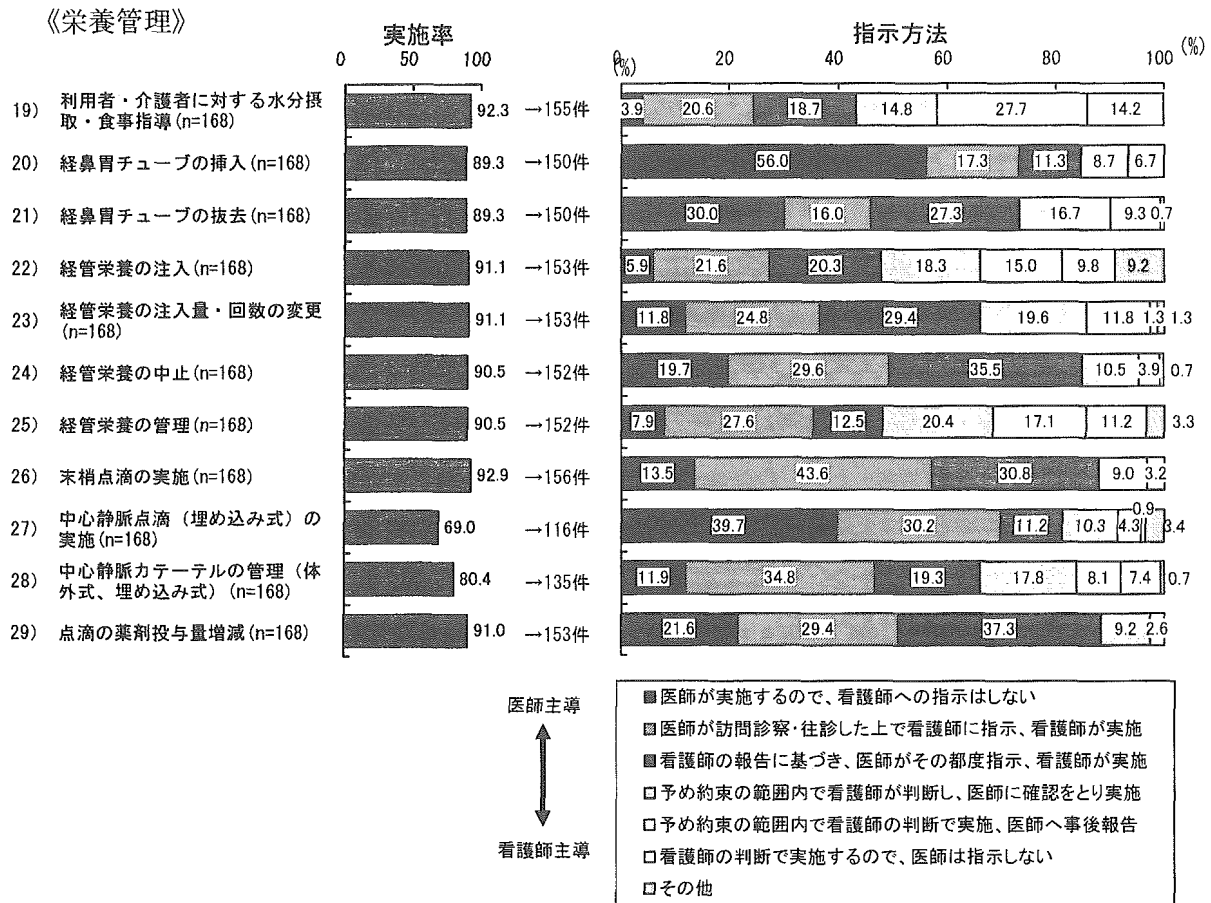 《栄養管理》
実施率
指示方法
0 50 100
0 20 40 60 80 100 (%)
(%)
19) 利用者・介護者に対する水分摂
取・食事指導(n=168)
92.3 →155件
3.9 20.6 18.7 14.8 27.7 14.2
20) 経鼻胃チューブの挿入(n=168)
89.3 →150件
56.0 17.3 11.3 8.7 6.7
21) 経鼻胃チューブの抜去(n=168)
89.3 →150件
30.0 16.0 27.3 16.7 9.3 0.7
22) 経管栄養の注入(n=168)
91.1 →153件
5.9 21.6 20.3 18.3 15.0 9.8 9.2
23) 経管栄養の注入量・回数の変更
(n=168)
91.1 →153件
11.8 24.8 29.4 19.6 11.8 1.3 1.3
24) 経管栄養の中止(n=168)
90.5 →152件
19.7 29.6 35.5 10.5 3.9 0.7
25) 経管栄養の管理(n=168)
90.5 →152件
7.9 27.6 12.5 20.4 17.1 11.2 3.3
26) 末梢点滴の実施(n=168)
92.9 →156件
13.5 43.6 30.8 9.0 3.2
27) 中心静脈点滴（埋め込み式）の
実施(n=168)
69.0 →116件
39.7 30.2 11.2 10.3 4.3 0.9 3.4
28) 中心静脈カテーテルの管理（体
外式、埋め込み式）(n=168)
80.4 →135件
11.9 34.8 19.3 17.8 8.1 7.4 0.7
29) 点滴の薬剤投与量増減(n=168)
91.0 →153件
21.6 29.4 37.3 9.2 2.6
医師主導
看護師主導
医師が実施するので、看護師への指示はしない
医師が訪問診察・往診した上で看護師に指示、看護師が実施
看護師の報告に基づき、医師がその都度指示、看護師が実施
予め約束の範囲内で看護師が判断し、医師に確認をとり実施
予め約束の範囲内で看護師の判断で実施、医師へ事後報告
看護師の判断で実施するので、医師は指示しない
その他